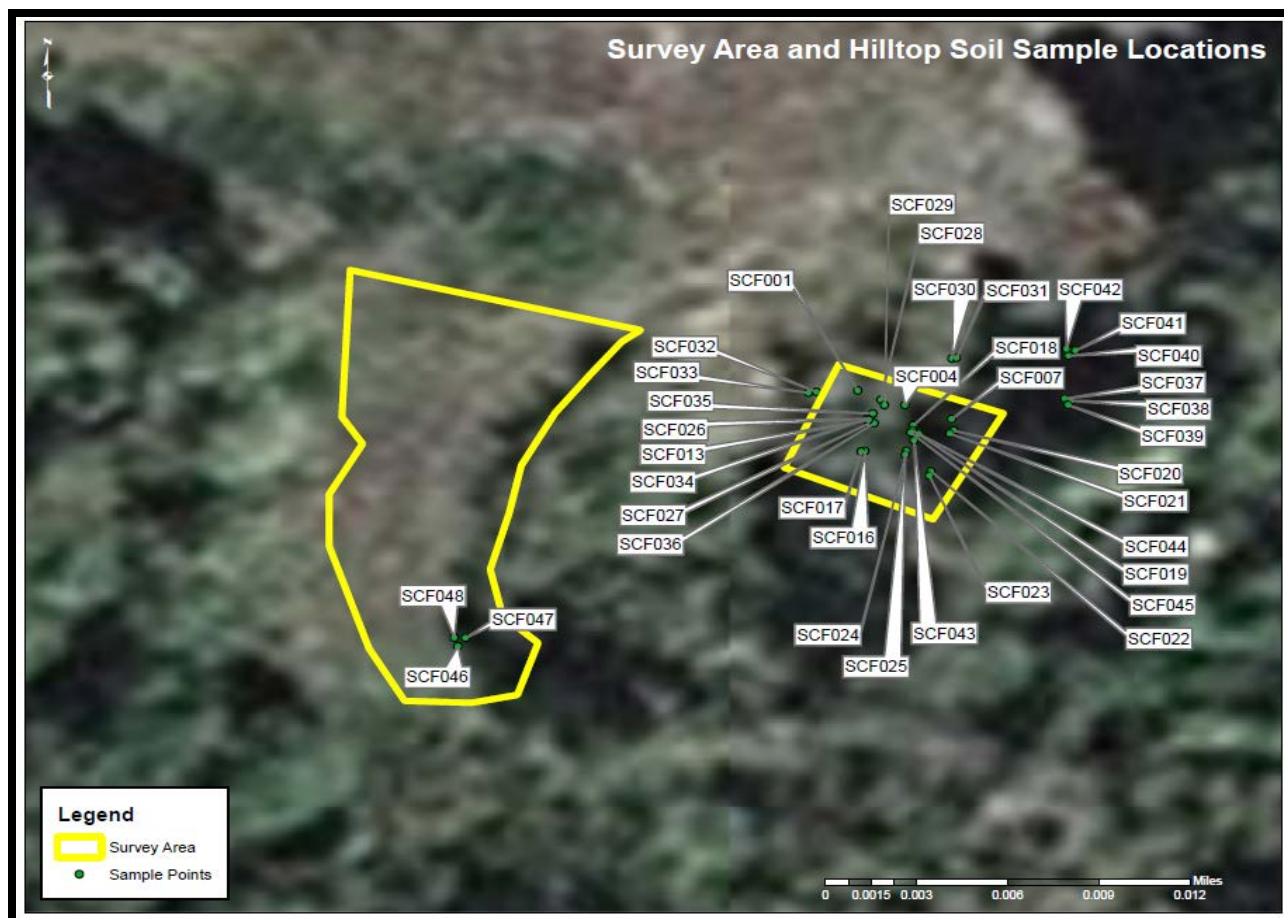 Survey Area and Hilltop Soil Sample Locations
SCF029
SCF028
SCF001
SCF030
SCF031
SCF042
SCF041
SCF032
SCF018
SCF040
SCF033
SCF004
SCF007
SCF037
SCF035
SCF038
SCF026
SCF039
SCF013
SCF034
SCF020
SCF027
SCF017
SCF021
SCF036
SCF016
SCF044
SCF019
SCF048
SCF023
SCF045
SCF047
SCF024
SCF043
SCF022
SCF025
SCF046
Legend
Survey Area
Sample Points
Miles
0 0.0015 0.003 0.006 0.009 0.012